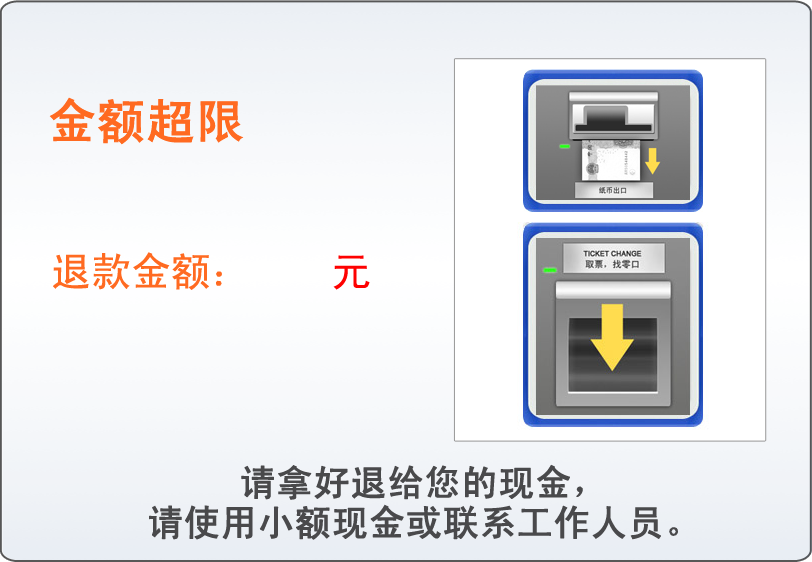 金额超限
纸币出口
TICKET CHANGE
取票，找零口
退款金额： 元
请拿好退给您的现金，
请使用小额现金或联系工作人员。